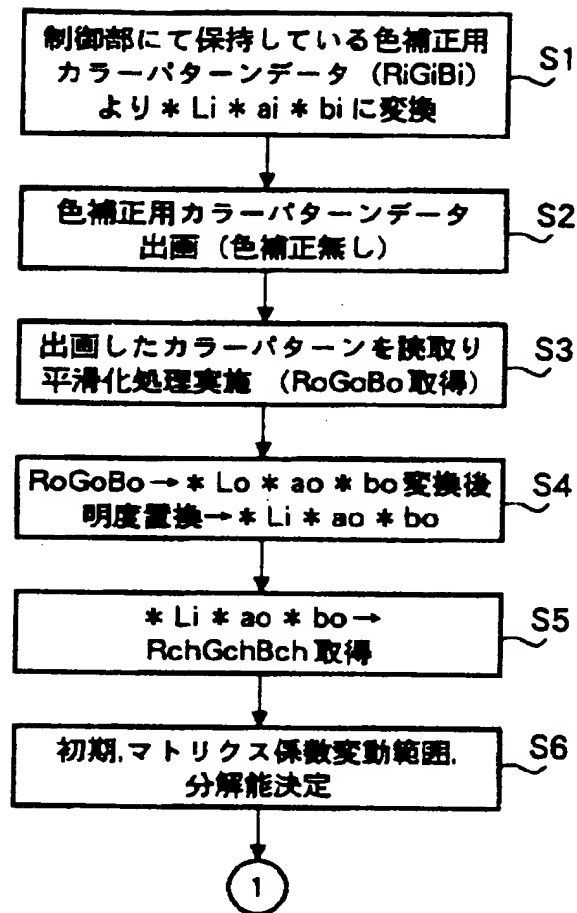 制御部にて保持している色補正用
カラーパターンデータ（RiGiBi）
より＊Li＊ai＊biに変換
S1
色補正用カラーパターンデータ
出画（色補正無し）
S2
出画したカラーパターンを読取り
平滑化処理実施（RoGoBo取得）
S3
RoGoBo→＊Lo＊ao＊bo変換後
明度置換→＊Li＊ao＊bo
S4
＊Li＊ao＊bo→
RchGchBch取得
S5
初期,マトリクス係数変動範囲,
分解能決定
S6
1